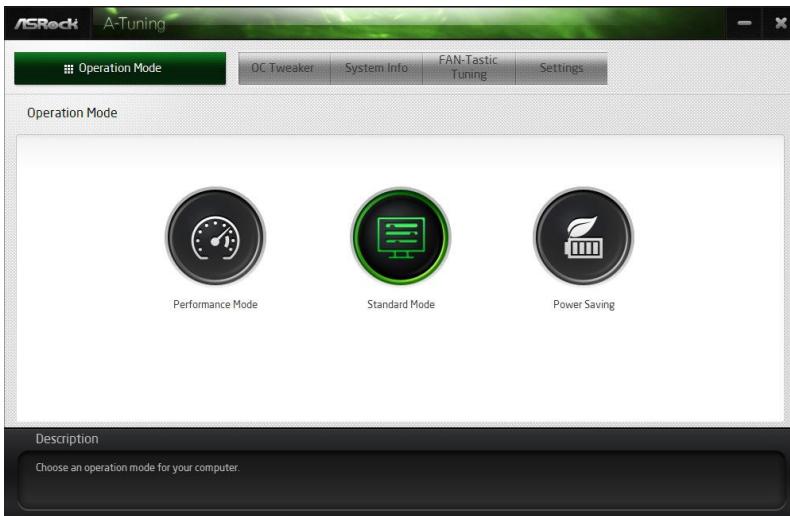 ASRock A-Tuning
Operation Mode OC Tweaker System Info FAN-Tastic
Tuning Settings
Operation Mode
Performance Mode Standard Mode Power Saving
Description
Choose an operation mode for your computer.